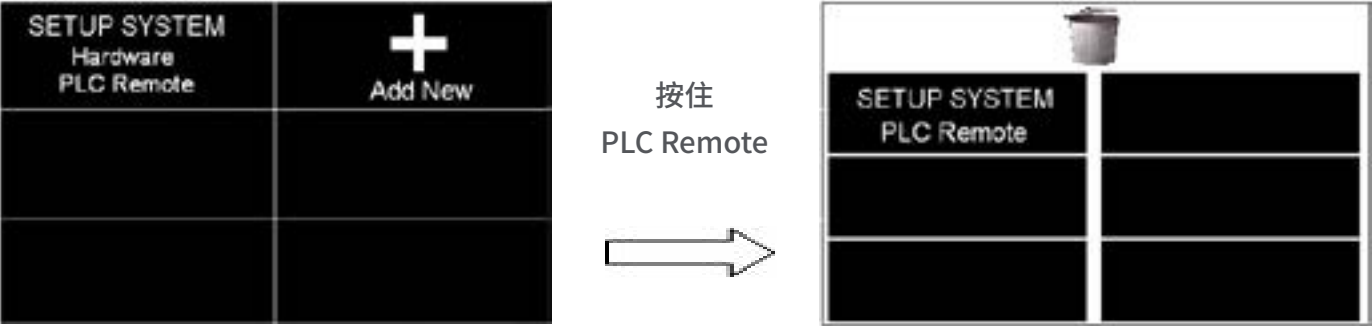 SETUP SYSTEM
Hardware
PLC Remote
Add New
按住
PLC Remote
SETUP SYSTEM
PLC Remote